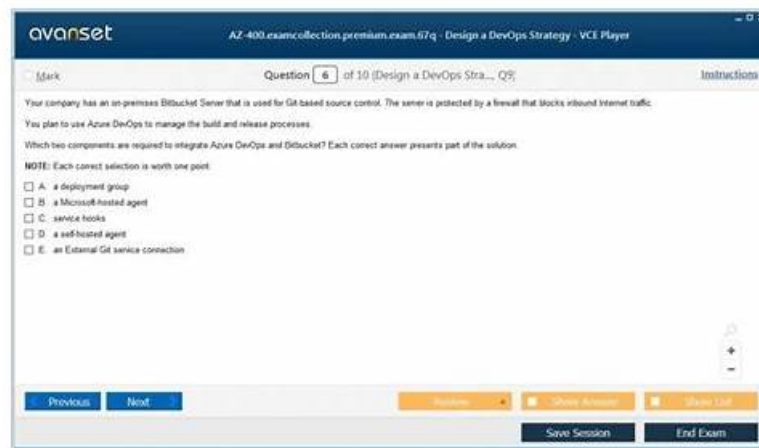 avanset
AZ-400.examcollection.premium.exam.67q - Design a DevOps Strategy - VCE Player
Mark
Question 6 of 10 (Design a DevOps Stra..., Q9)
Instructions
Your company has an on-premises Bitbucket Server that is used for Git-based source control. The server is protected by a firewall that blocks inbound Internet traffic.
You plan to use Azure DevOps to manage the build and release processes.
Which two components are required to integrate Azure DevOps and Bitbucket? Each correct answer presents part of the solution.
NOTE: Each correct selection is worth one point.
A. a deployment group
B. a Microsoft-hosted agent
C. service hooks
D. a self-hosted agent
E. an External Git service connection
Previous
Next
Review
Show Answer
Show List
Save Session
End Exam